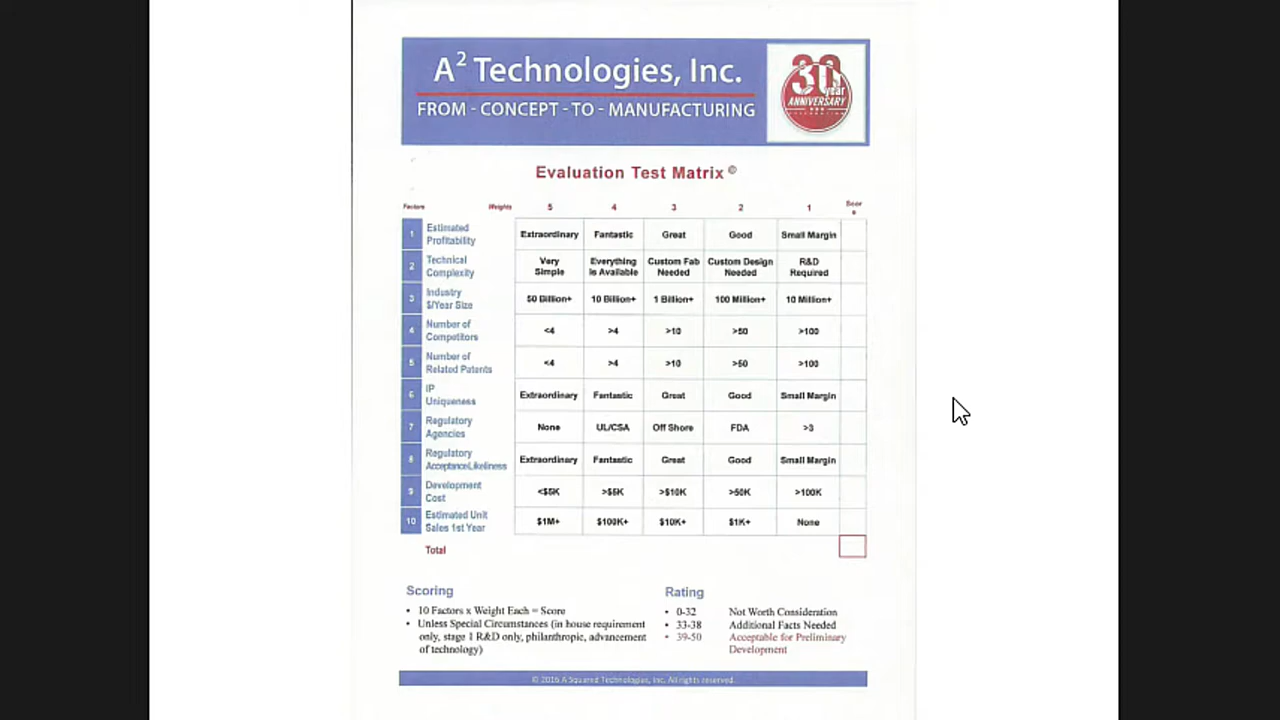 A² Technologies, Inc.
FROM - CONCEPT - TO - MANUFACTURING
30
year
ANNIVERSARY
Evaluation Test Matrix ©
Factors Weights 5 4 3 2 1 Scor
e
1 Estimated Profitability Extraordinary Fantastic Great Good Small Margin
2 Technical Complexity Very Simple Everything is Available Custom Fab Needed Custom Design Needed R&D Required
3 Industry $/Year Size 50 Billion+ 10 Billion+ 1 Billion+ 100 Million+ 10 Million+
4 Number of Competitors <4 >4 >10 >50 >100
5 Number of Related Patents <4 >4 >10 >50 >100
6 IP Uniqueness Extraordinary Fantastic Great Good Small Margin
7 Regulatory Agencies None UL/CSA Off Shore FDA >3
8 Regulatory AcceptanceLikeliness Extraordinary Fantastic Great Good Small Margin
9 Development Cost <$5K >$5K >$10K >50K >100K
10 Estimated Unit Sales 1st Year $1M+ $100K+ $10K+ $1K+ None
Total
Scoring
• 10 Factors x Weight Each = Score
• Unless Special Circumstances (in house requirement
only, stage 1 R&D only, philanthropic, advancement
of technology)
Rating
• 0-32 Not Worth Consideration
• 33-38 Additional Facts Needed
• 39-50 Acceptable for Preliminary
Development
© 2016 A Squared Technologies, Inc. All rights reserved.